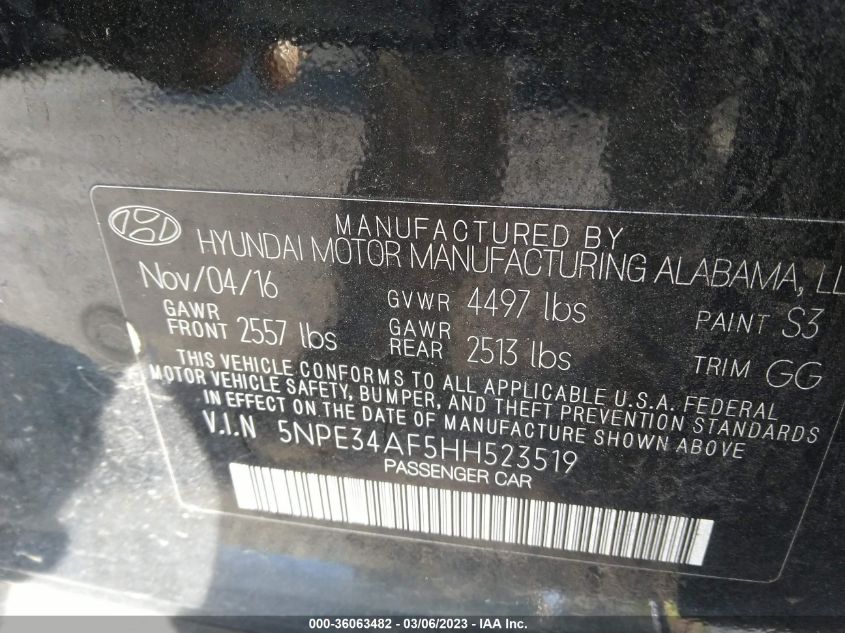 MANUFACTURED BY
HYUNDAI MOTOR MANUFACTURING ALABAMA, LL
Nov/04/16
GVWR 4497 lbs
PAINT S3
GAWR FRONT 2557 lbs
GAWR REAR 2513 lbs
TRIM GG
THIS VEHICLE CONFORMS TO ALL APPLICABLE U.S.A. FEDERAL
MOTOR VEHICLE SAFETY, BUMPER, AND THEFT PREVENTION STANDARDS
IN EFFECT ON THE DATE OF MANUFACTURE SHOWN ABOVE
V.I.N 5NPE34AF5HH523519
PASSENGER CAR
000-36063482 - 03/06/2023 - IAA Inc.